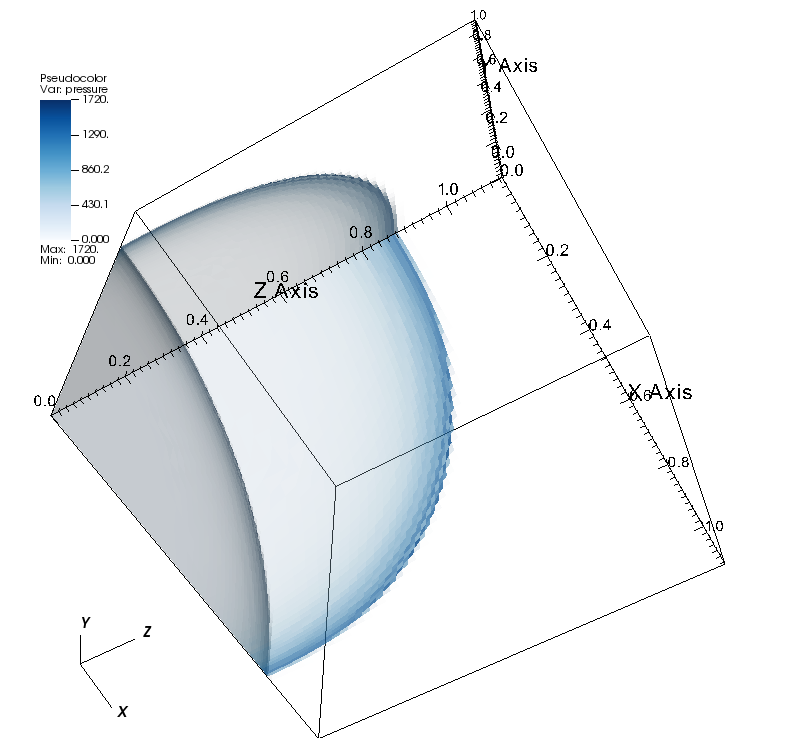 Pseudocolor
Var: pressure
1720.
1290.
860.2
430.1
0.000
Max: 1720.
Min: 0.000
1.0
0.8
0.6
Y Axis
0.4
0.2
0.0
0.0
1.0
0.8
0.6
Z Axis
0.4
0.2
0.0
0.2
0.4
0.6
X Axis
0.8
1.0
Y
Z
X